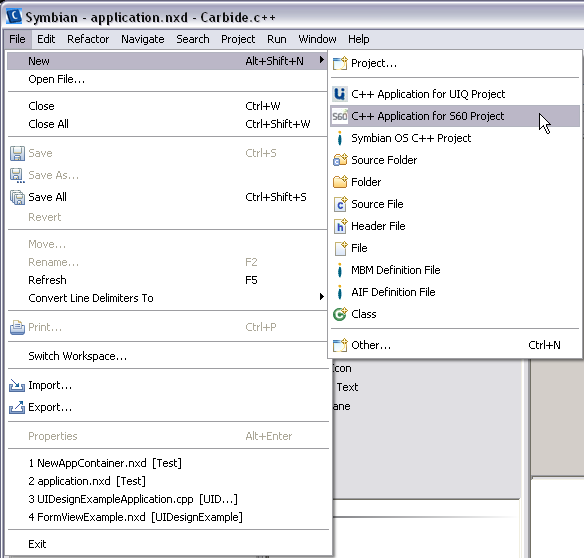 Symbian - application.nxd - Carbide.c++
File Edit Refactor Navigate Search Project Run Window Help
New Alt+Shift+N
Open File...
Close Ctrl+W
Close All Ctrl+Shift+W
Save Ctrl+S
Save As...
Save All Ctrl+Shift+S
Revert
Move...
Rename... F2
Refresh F5
Convert Line Delimiters To
Print... Ctrl+P
Switch Workspace...
Import...
Export...
Properties Alt+Enter
1 NewAppContainer.nxd [Test]
2 application.nxd [Test]
3 UIDesignExampleApplication.cpp [UID...]
4 FormViewExample.nxd [UIDesignExample]
Exit
Project...
C++ Application for UIQ Project
S60 C++ Application for S60 Project
Symbian OS C++ Project
Source Folder
Folder
Source File
Header File
File
MBM Definition File
AIF Definition File
Class
Other... Ctrl+N
Icon
Text
ane